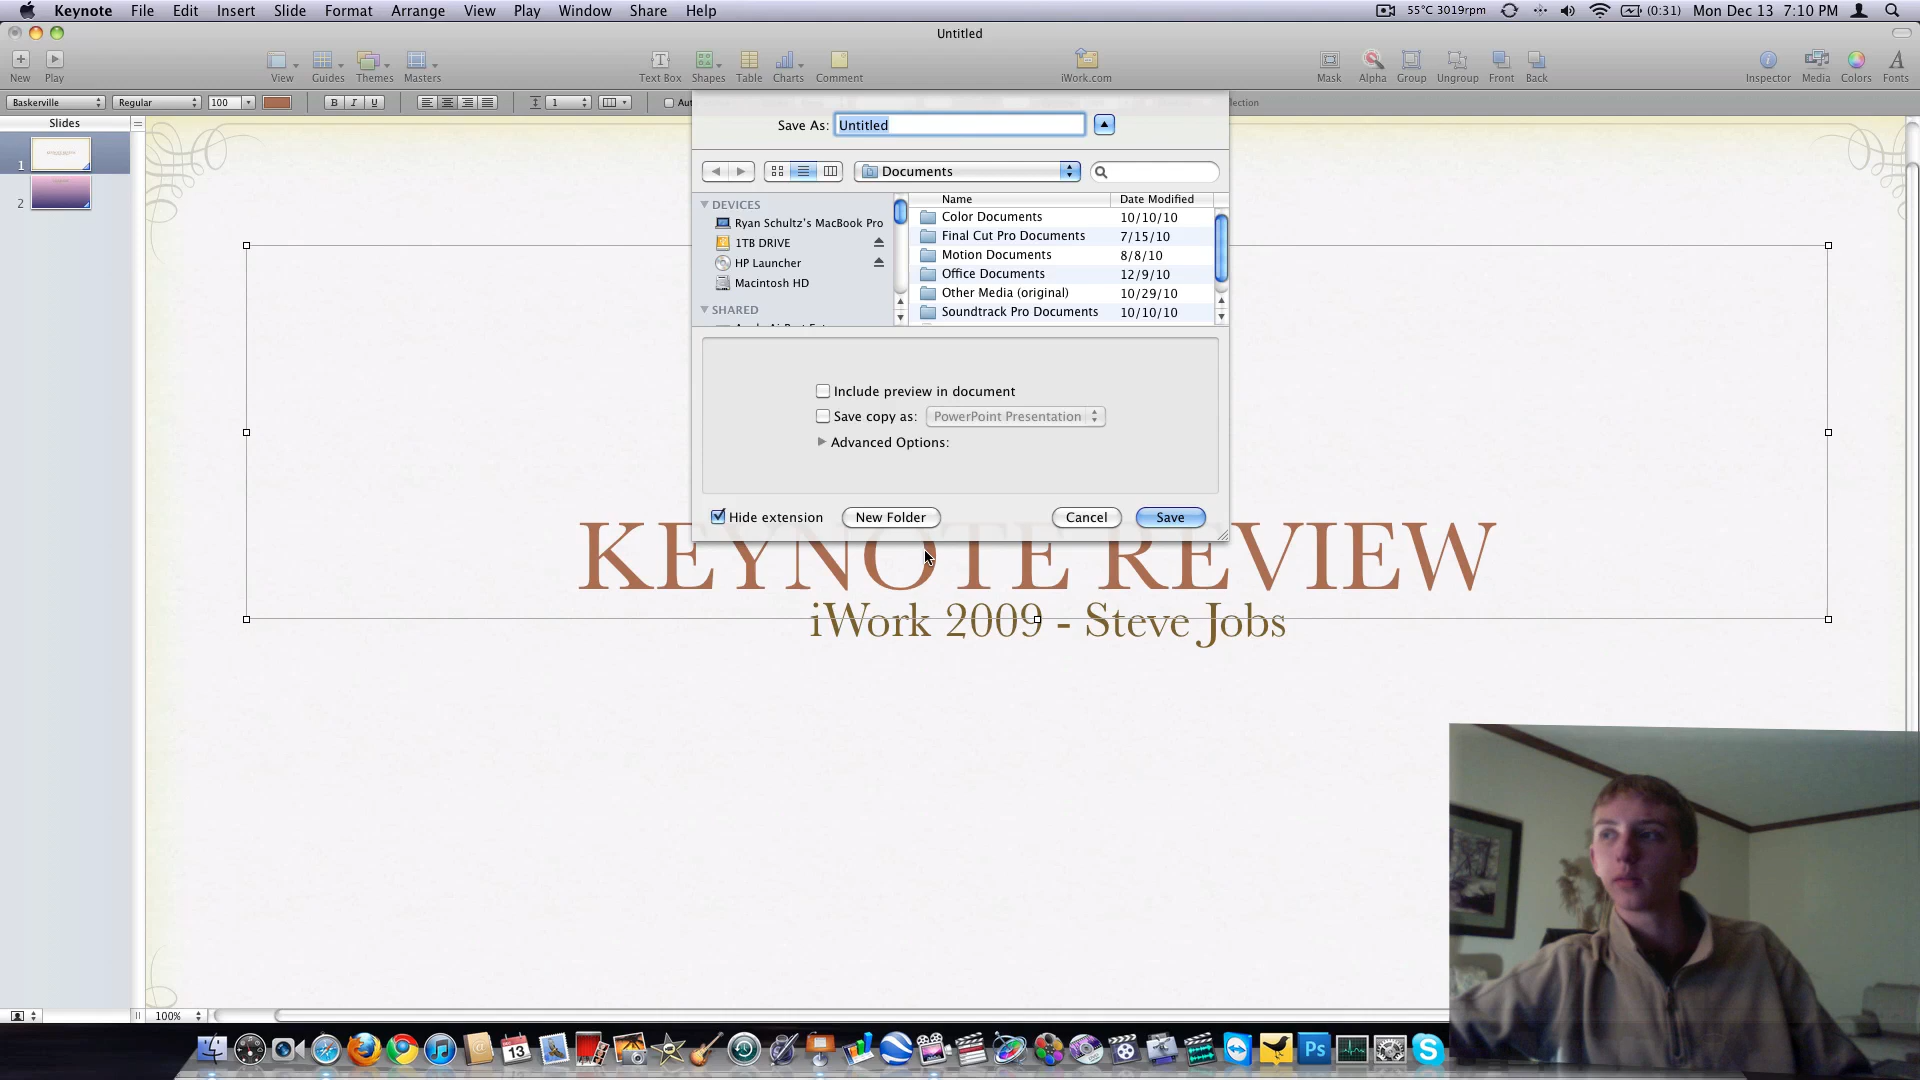 Keynote File Edit Insert Slide Format Arrange View Play Window Share Help 55°C 3019rpm (0:31) Mon Dec 13 7:10 PM
Untitled
New Play View Guides Themes Masters Text Box Shapes Table Charts Comment iWork.com Mask Alpha Group Ungroup Front Back Inspector Media Colors Fonts
Baskerville Regular 100 B I U 1
Slides
1
2
Save As: Untitled
Documents
DEVICES
Ryan Schultz's MacBook Pro
1TB DRIVE
HP Launcher
Macintosh HD
SHARED
Name Date Modified
Color Documents 10/10/10
Final Cut Pro Documents 7/15/10
Motion Documents 8/8/10
Office Documents 12/9/10
Other Media (original) 10/29/10
Soundtrack Pro Documents 10/10/10
Include preview in document
Save copy as: PowerPoint Presentation
Advanced Options:
Hide extension New Folder Cancel Save
KEYNOTE REVIEW
iWork 2009 - Steve Jobs
100%
13
Ps